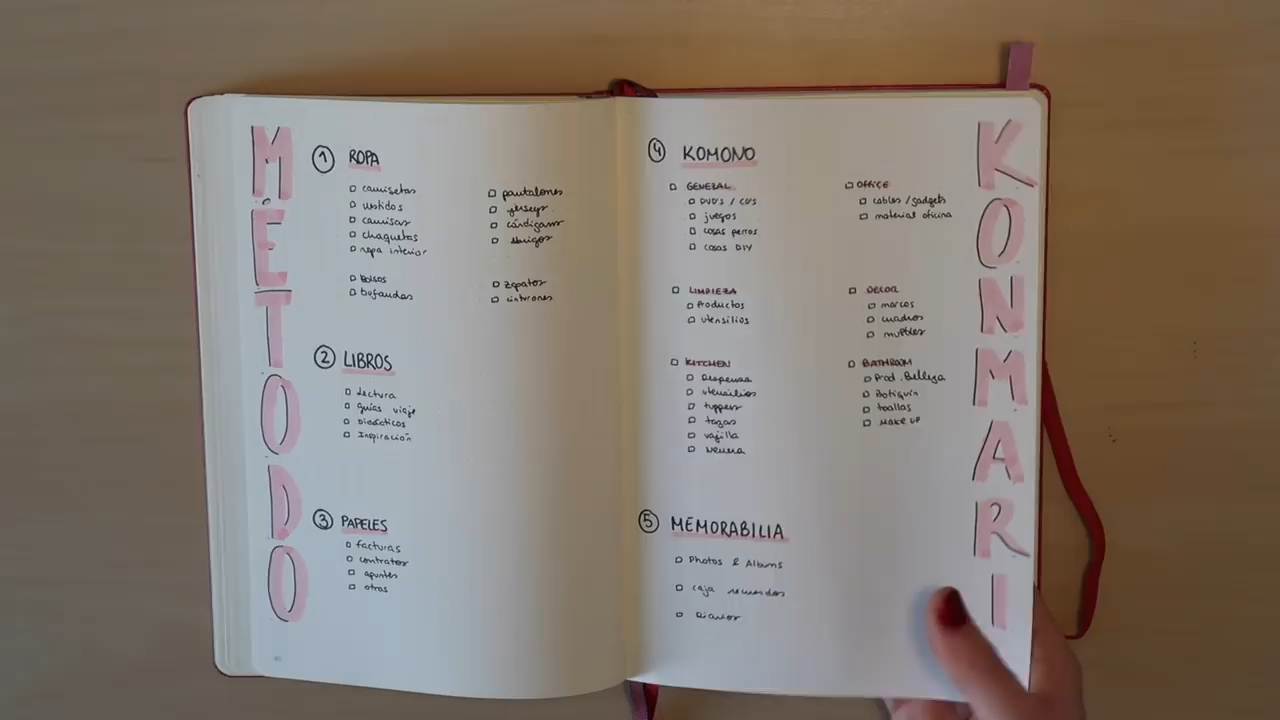 METODO
① ROPA
camisetas
vestidos
camisas
chaquetas
ropa interior
bolsos
bufandas
pantalones
jerseys
cárdigans
abrigos
zapatos
cinturones
② LIBROS
Lectura
guías viaje
Didácticos
Inspiración
③ PAPELES
facturas
contratos
apuntes
otros
④ KOMONO
GENERAL
DVD'S / CD'S
juegos
cosas perros
cosas DIY
LIMPIEZA
Productos
utensilios
KITCHEN
Despensa
utensilios
tuppers
tazas
vajilla
Nevera
OFFICE
cables / gadgets
material oficina
DECOR
marcos
cuadros
muebles
BATHROOM
Prod. Belleza
Botiquín
toallas
MAKE UP
⑤ MEMORABILIA
Photos & Albums
caja recuerdos
Diarios
KONMARI